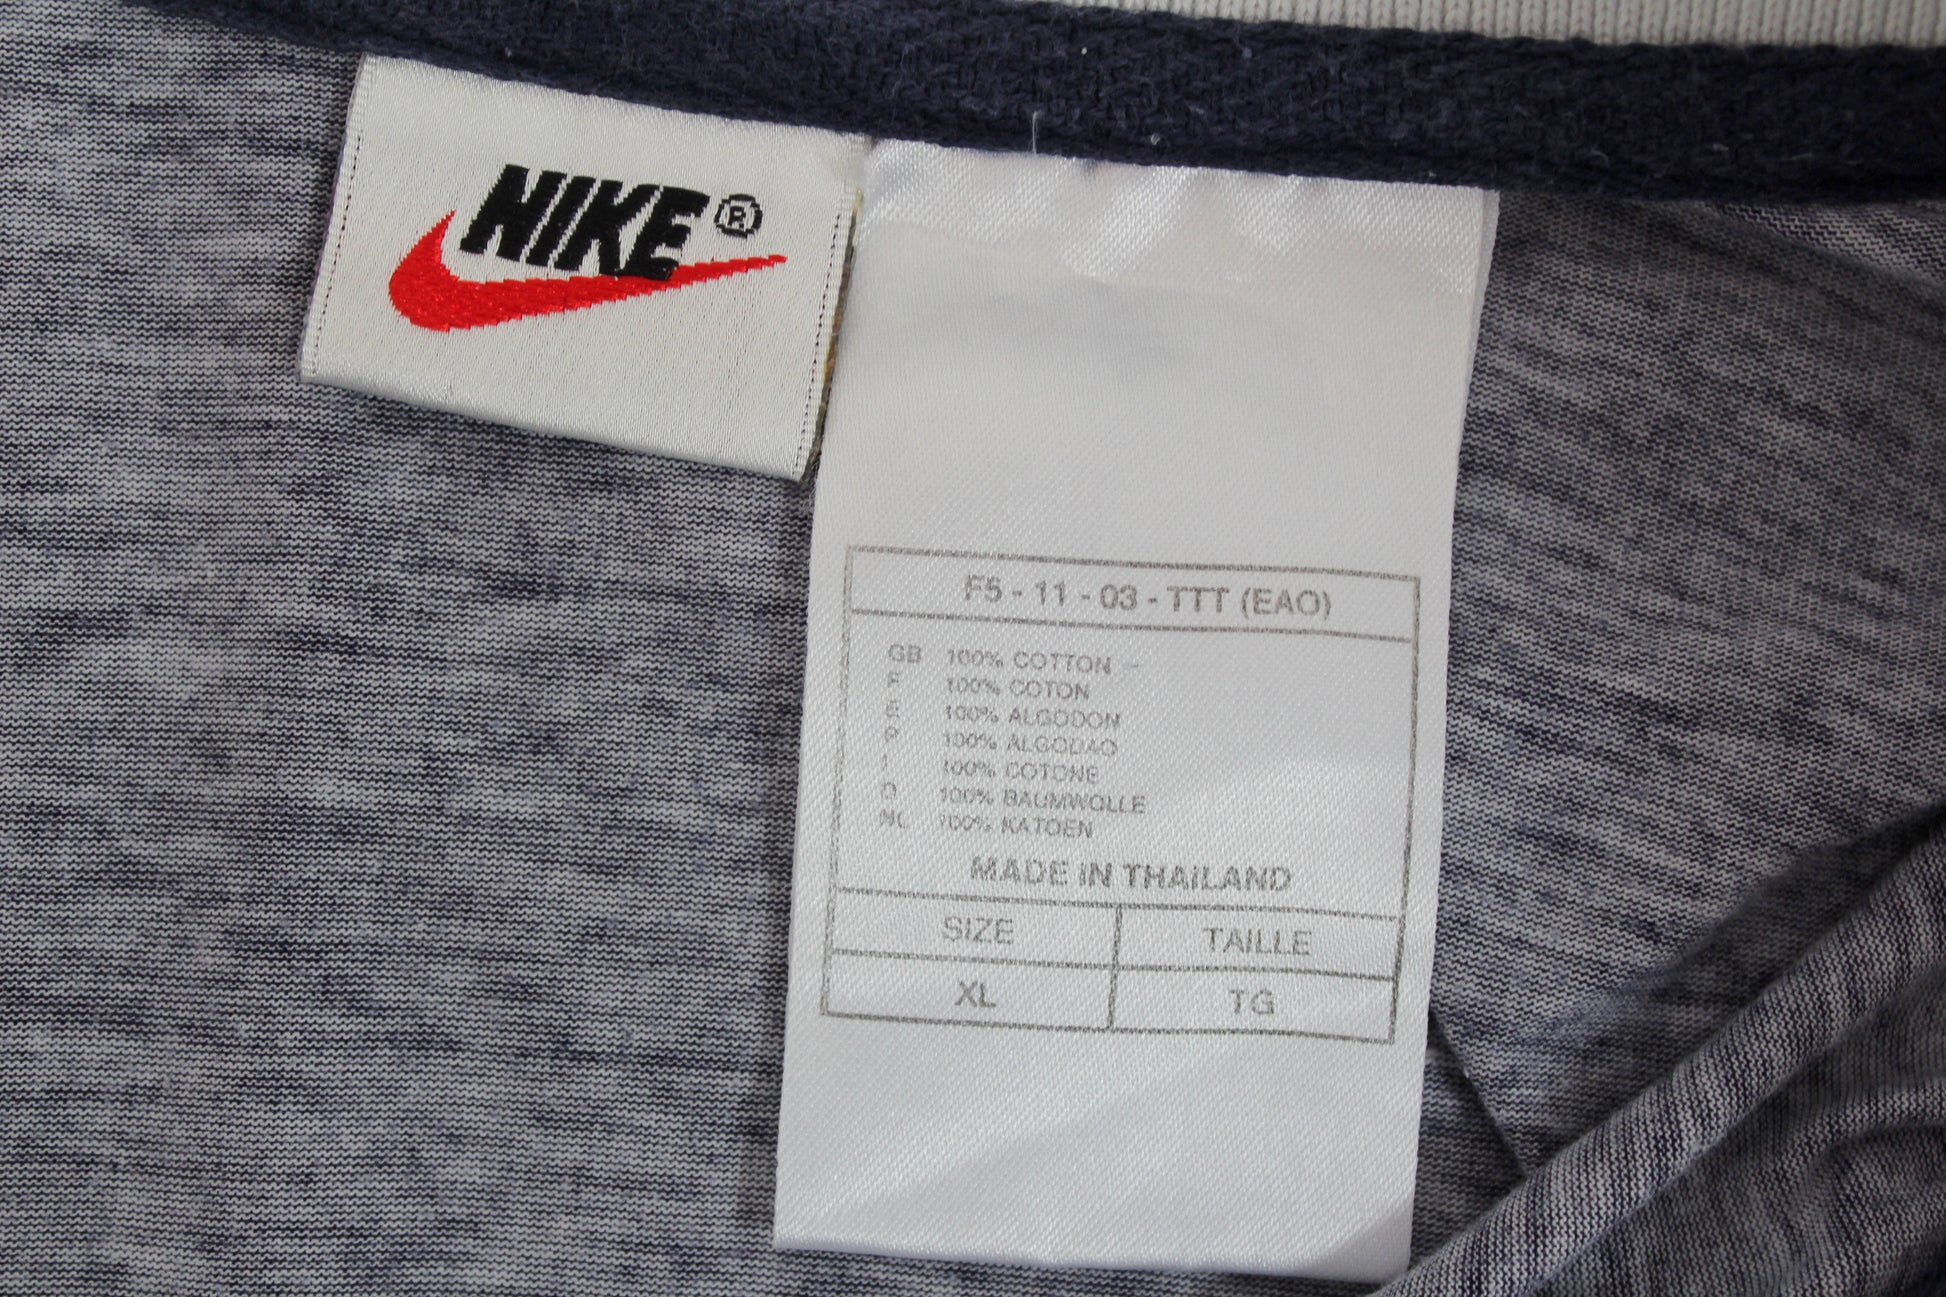 NIKE®
F5 - 11 - 03 - TTT (EAO)
GB 100% COTTON
F 100% COTON
E 100% ALGODON
P 100% ALGODAO
I 100% COTONE
D 100% BAUMWOLLE
NL 100% KATOEN
MADE IN THAILAND
SIZE TAILLE
XL TG